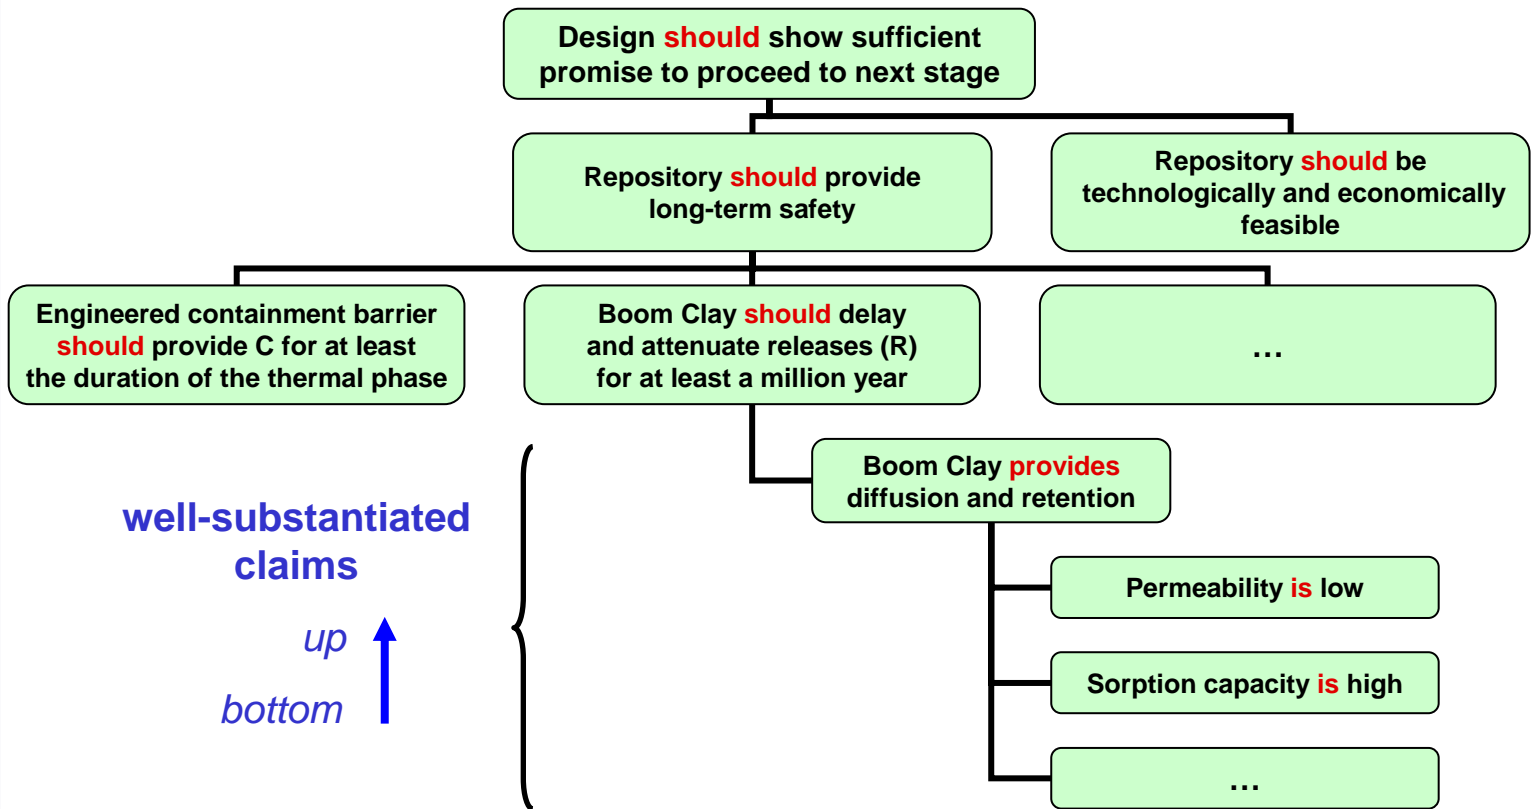 Design should show sufficient
promise to proceed to next stage
Repository should provide
long-term safety
Repository should be
technologically and economically
feasible
Engineered containment barrier
should provide C for at least
the duration of the thermal phase
Boom Clay should delay
and attenuate releases (R)
for at least a million year
...
Boom Clay provides
diffusion and retention
well-substantiated
claims
up
bottom
Permeability is low
Sorption capacity is high
...